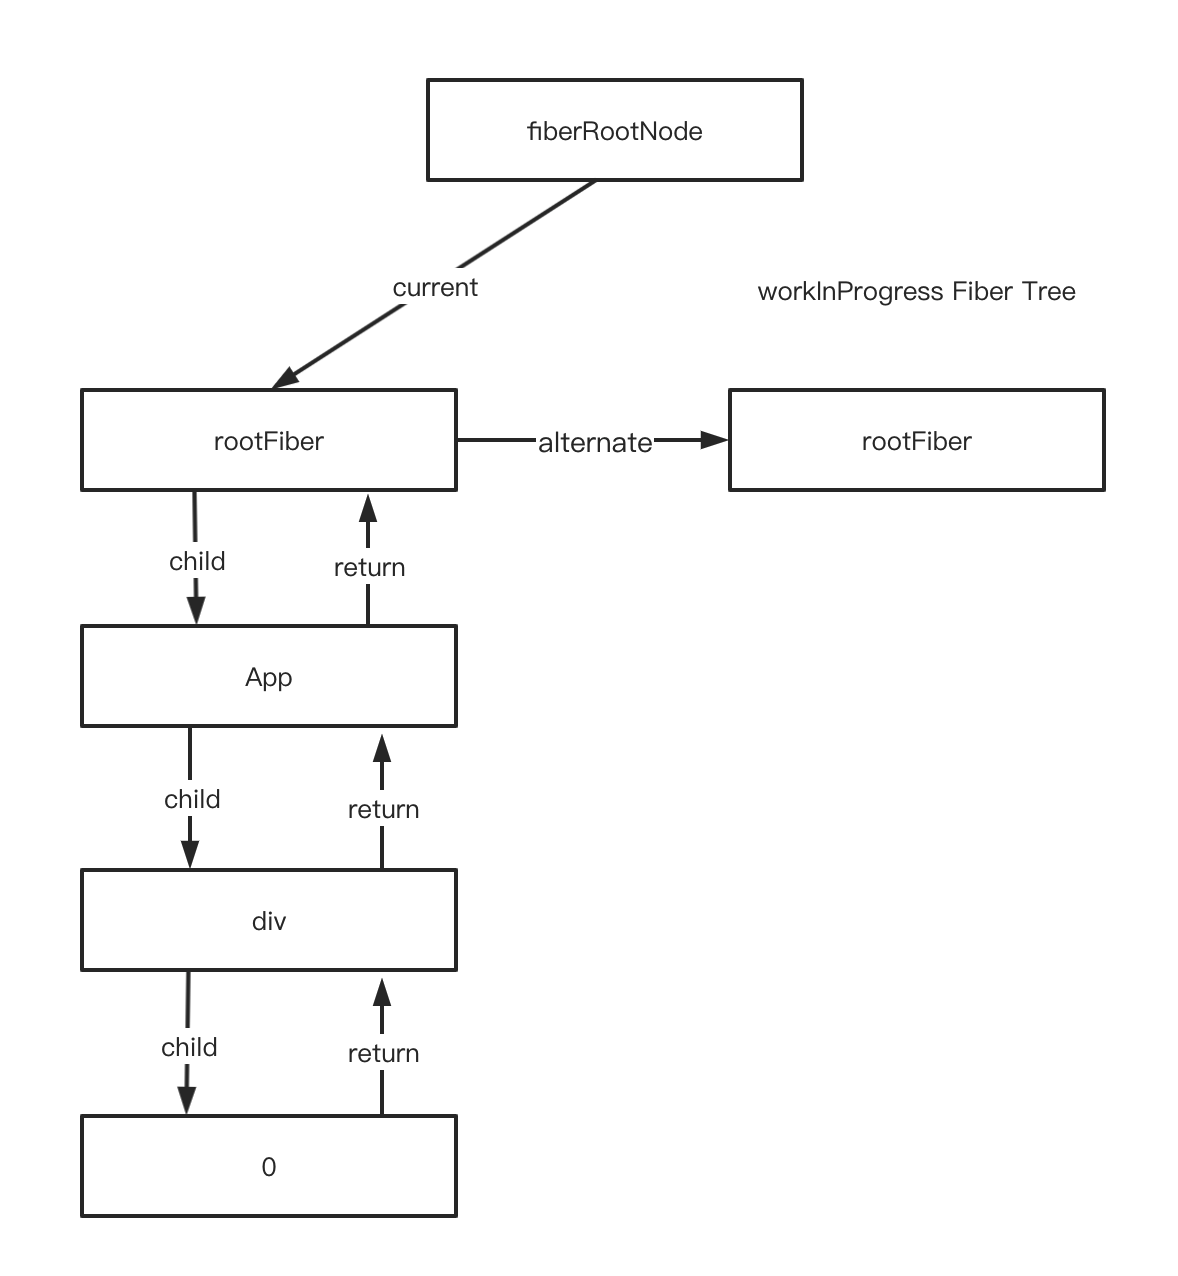 fiberRootNode
current
workInProgress Fiber Tree
rootFiber
alternate
rootFiber
child
return
App
child
return
div
child
return
0